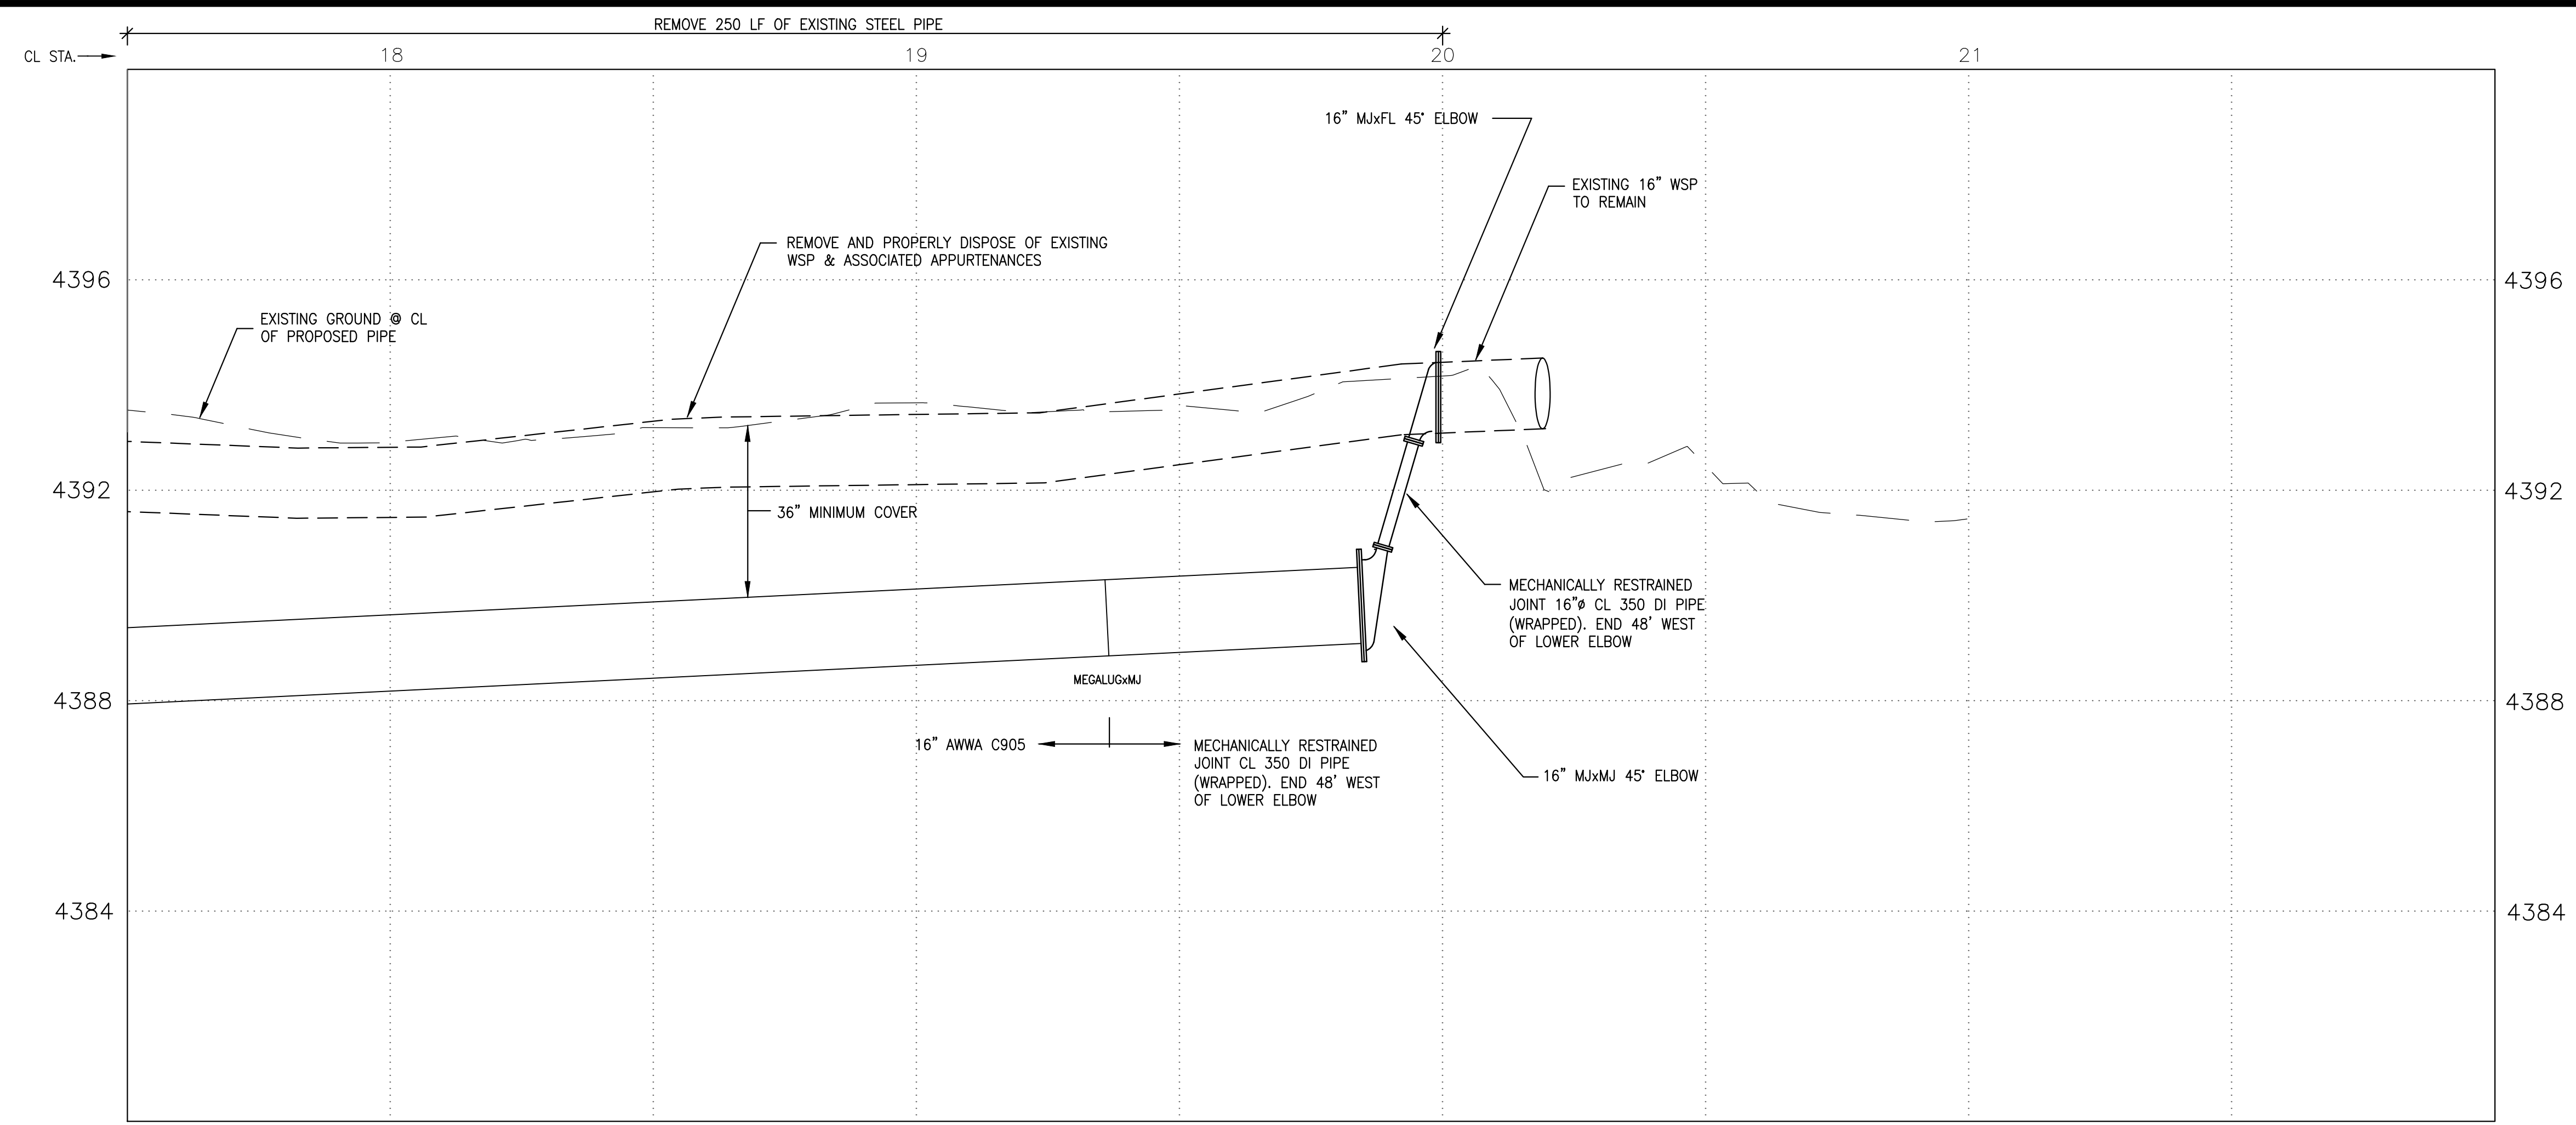 REMOVE 250 LF OF EXISTING STEEL PIPE
CL STA.
18
19
20
21
16" MJxFL 45° ELBOW
EXISTING 16" WSP
TO REMAIN
REMOVE AND PROPERLY DISPOSE OF EXISTING
WSP & ASSOCIATED APPURTENANCES
4396
4396
EXISTING GROUND @ CL
OF PROPOSED PIPE
4392
4392
36" MINIMUM COVER
MECHANICALLY RESTRAINED
JOINT 16"ø CL 350 DI PIPE
(WRAPPED). END 48' WEST
OF LOWER ELBOW
MEGALUGxMJ
4388
4388
16" AWWA C905
MECHANICALLY RESTRAINED
JOINT CL 350 DI PIPE
(WRAPPED). END 48' WEST
OF LOWER ELBOW
16" MJxMJ 45° ELBOW
4384
4384